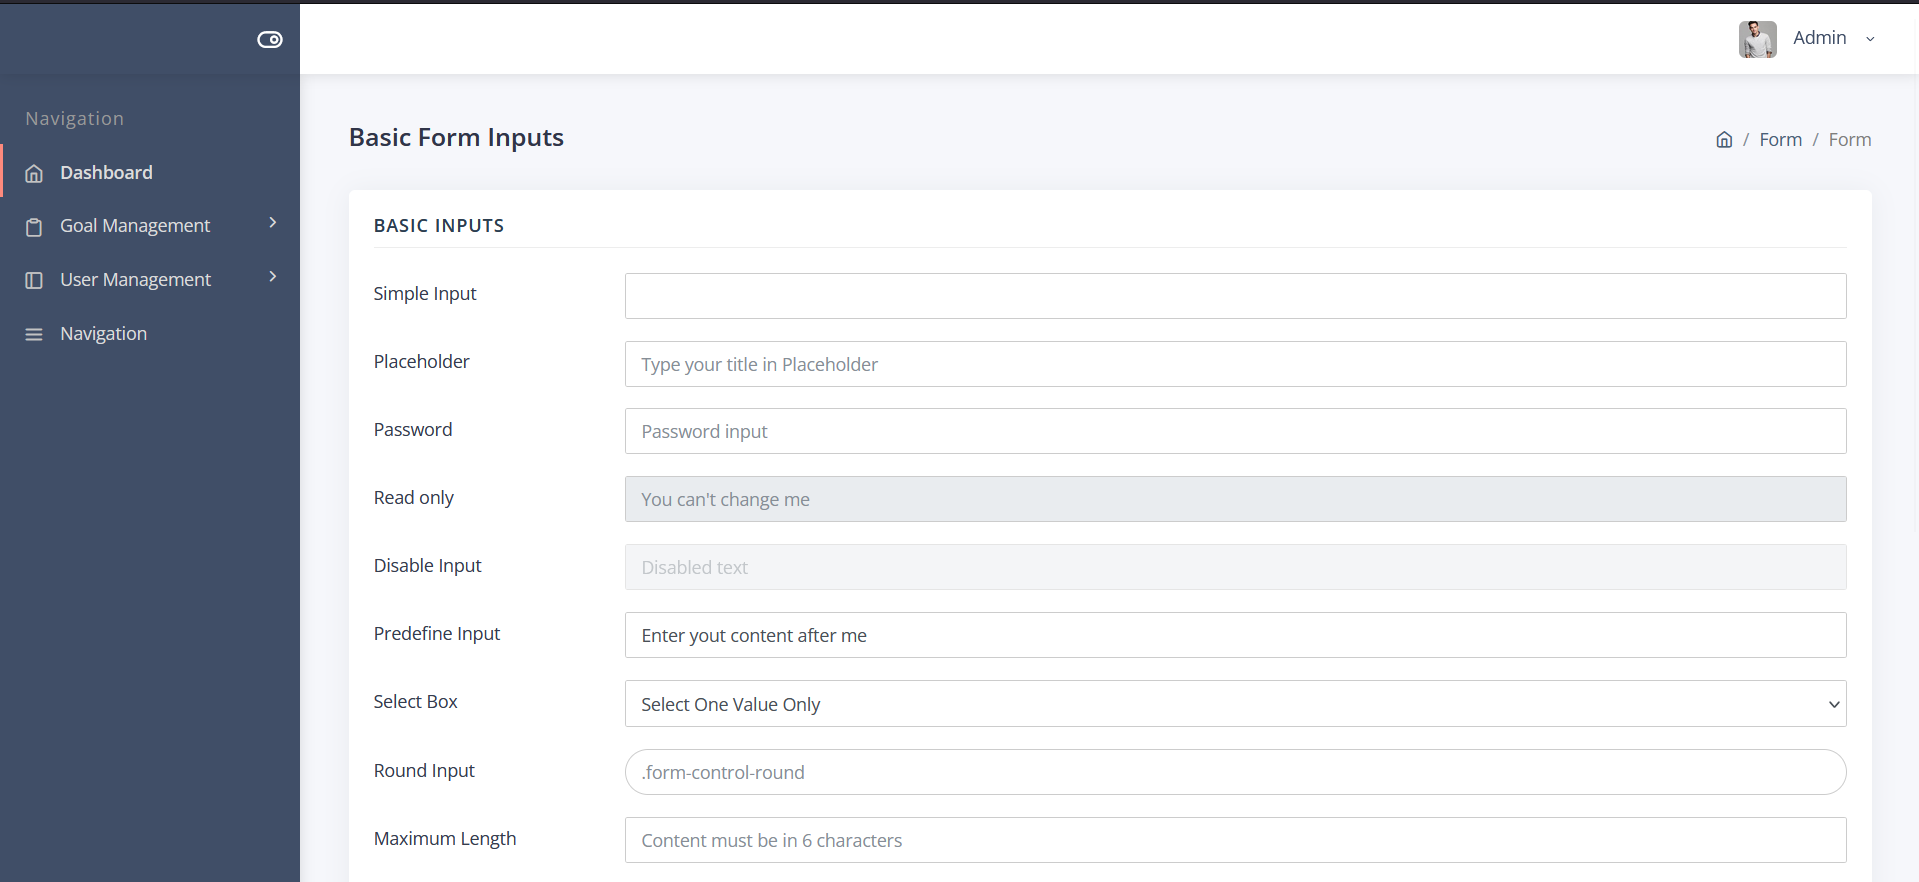 Admin
Navigation
Dashboard
Goal Management
User Management
Navigation
Basic Form Inputs
/ Form / Form
BASIC INPUTS
Simple Input
Placeholder
Type your title in Placeholder
Password
Password input
Read only
You can't change me
Disable Input
Disabled text
Predefine Input
Enter yout content after me
Select Box
Select One Value Only
Round Input
.form-control-round
Maximum Length
Content must be in 6 characters